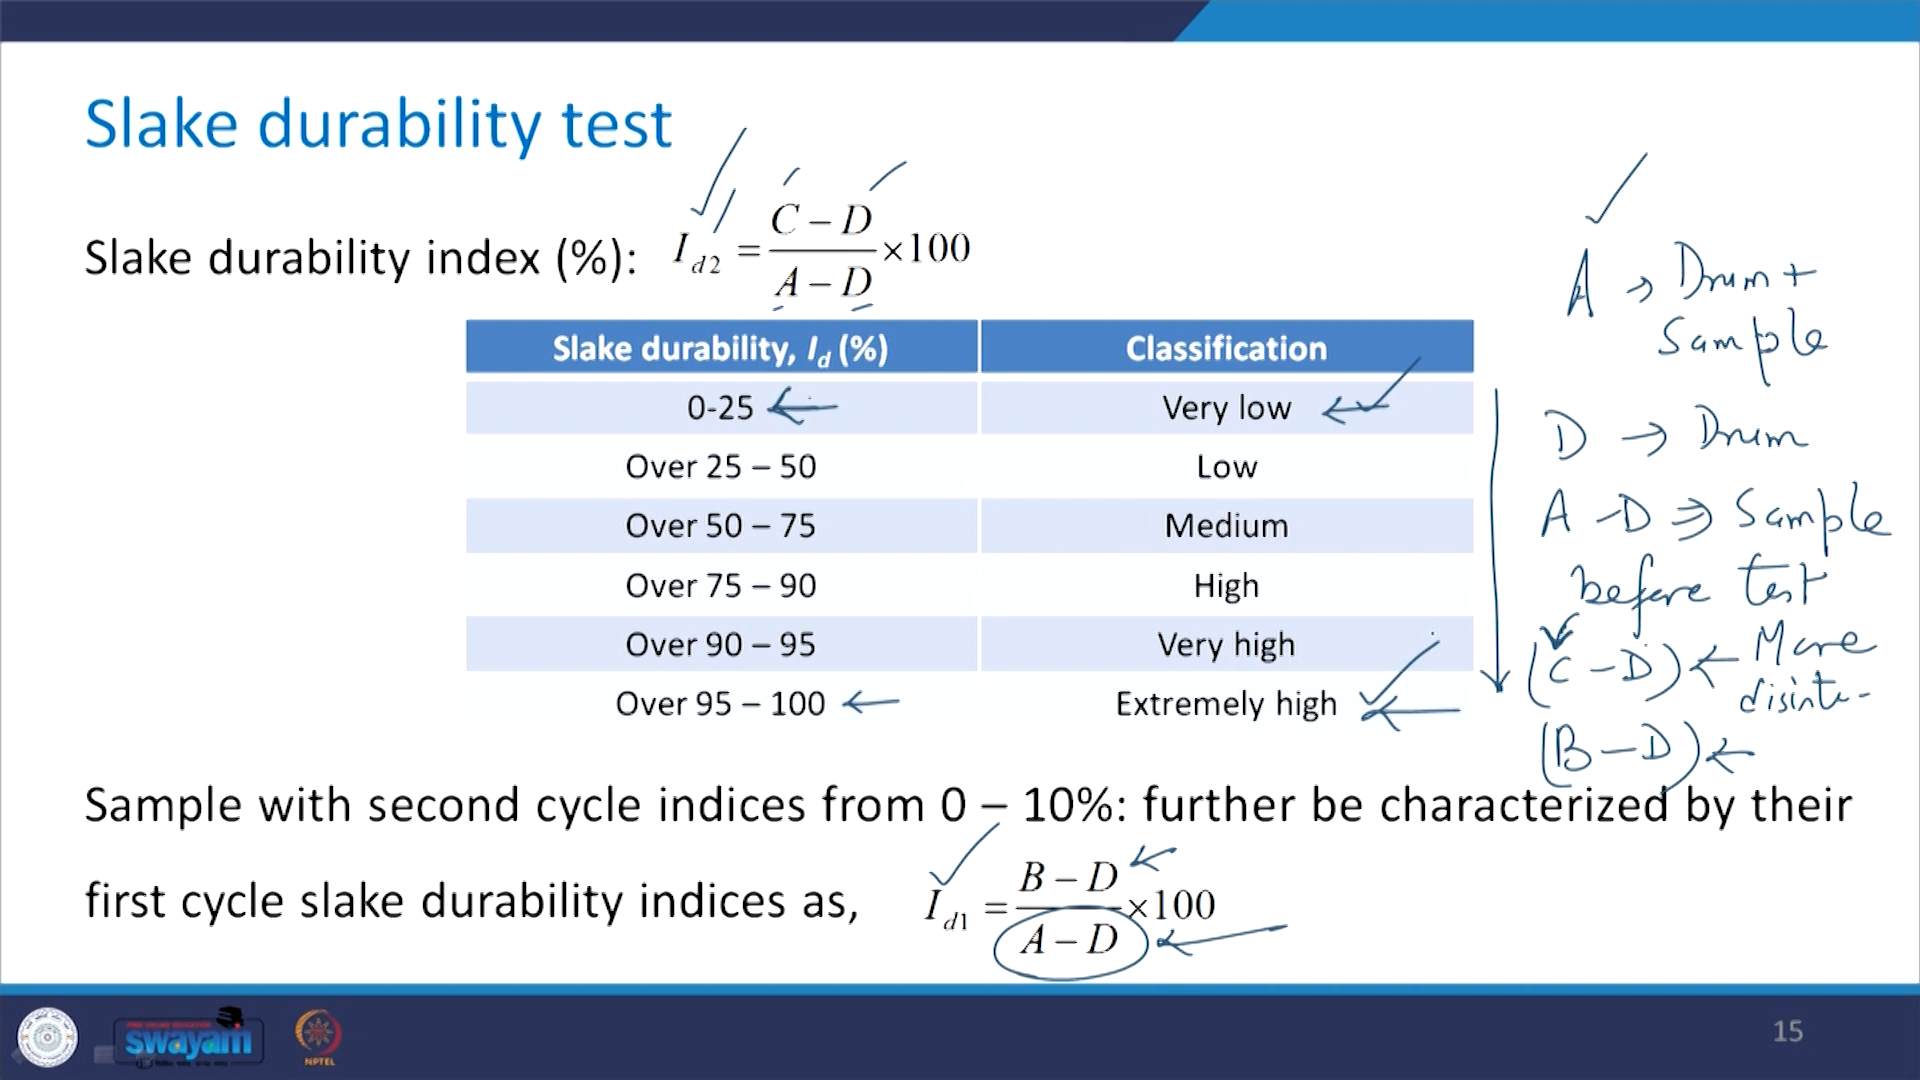 Slake durability test
Slake durability index (%): I_d2 = (C – D)/(A – D) ×100
Slake durability, I_d (%) Classification
0-25 Very low
Over 25 – 50 Low
Over 50 – 75 Medium
Over 75 – 90 High
Over 90 – 95 Very high
Over 95 – 100 Extremely high
Sample with second cycle indices from 0 – 10%: further be characterized by their
first cycle slake durability indices as, I_d1 = (B – D)/(A – D) ×100
A → Drum +
Sample
D → Drum
A – D ⇒ Sample
before test
(C – D) ← More
disinte-
(B – D) ←
swayam
NPTEL
15